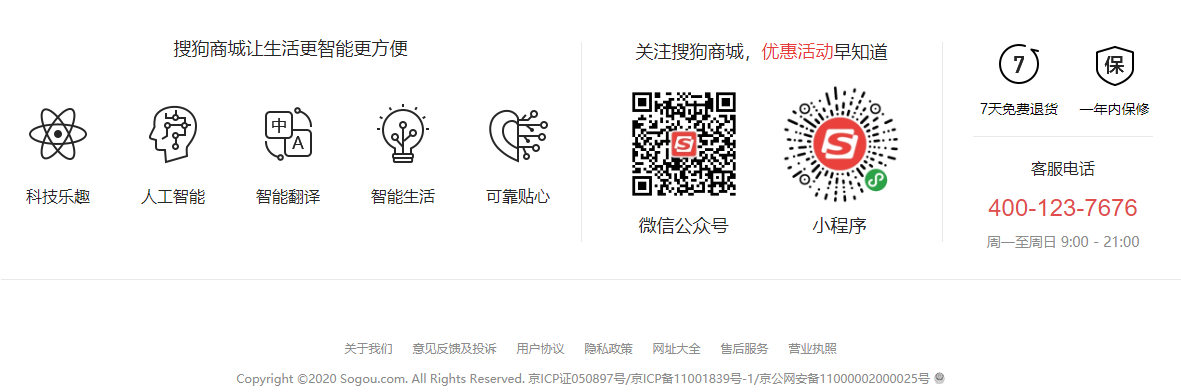 搜狗商城让生活更智能更方便
中
A
科技乐趣 人工智能 智能翻译 智能生活 可靠贴心
关注搜狗商城，优惠活动早知道
S S
微信公众号 小程序
7 保
7天免费退货 一年内保修
客服电话
400-123-7676
周一至周日 9:00 - 21:00
关于我们 意见反馈及投诉 用户协议 隐私政策 网址大全 售后服务 营业执照
Copyright ©2020 Sogou.com. All Rights Reserved. 京ICP证050897号/京ICP备11001839号-1/京公网安备11000002000025号